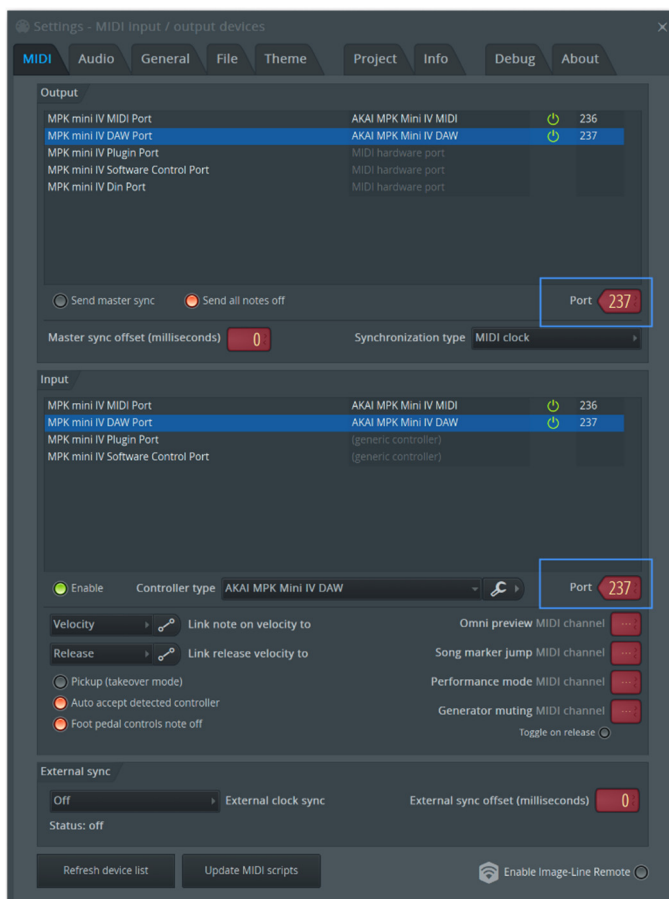 Settings - MIDI Input / output devices
MIDI Audio General File Theme Project Info Debug About
Output
MPK mini IV MIDI Port AKAI MPK Mini IV MIDI 236
MPK mini IV DAW Port AKAI MPK Mini IV DAW 237
MPK mini IV Plugin Port MIDI hardware port
MPK mini IV Software Control Port MIDI hardware port
MPK mini IV Din Port MIDI hardware port
Send master sync Send all notes off Port 237
Master sync offset (milliseconds) 0 Synchronization type MIDI clock
Input
MPK mini IV MIDI Port AKAI MPK Mini IV MIDI 236
MPK mini IV DAW Port AKAI MPK Mini IV DAW 237
MPK mini IV Plugin Port (generic controller)
MPK mini IV Software Control Port (generic controller)
Enable Controller type AKAI MPK Mini IV DAW Port 237
Velocity Link note on velocity to Omni preview MIDI channel ---
Release Link release velocity to Song marker jump MIDI channel ---
Pickup (takeover mode) Performance mode MIDI channel ---
Auto accept detected controller Generator muting MIDI channel ---
Foot pedal controls note off Toggle on release
External sync
Off External clock sync External sync offset (milliseconds) 0
Status: off
Refresh device list Update MIDI scripts Enable Image-Line Remote